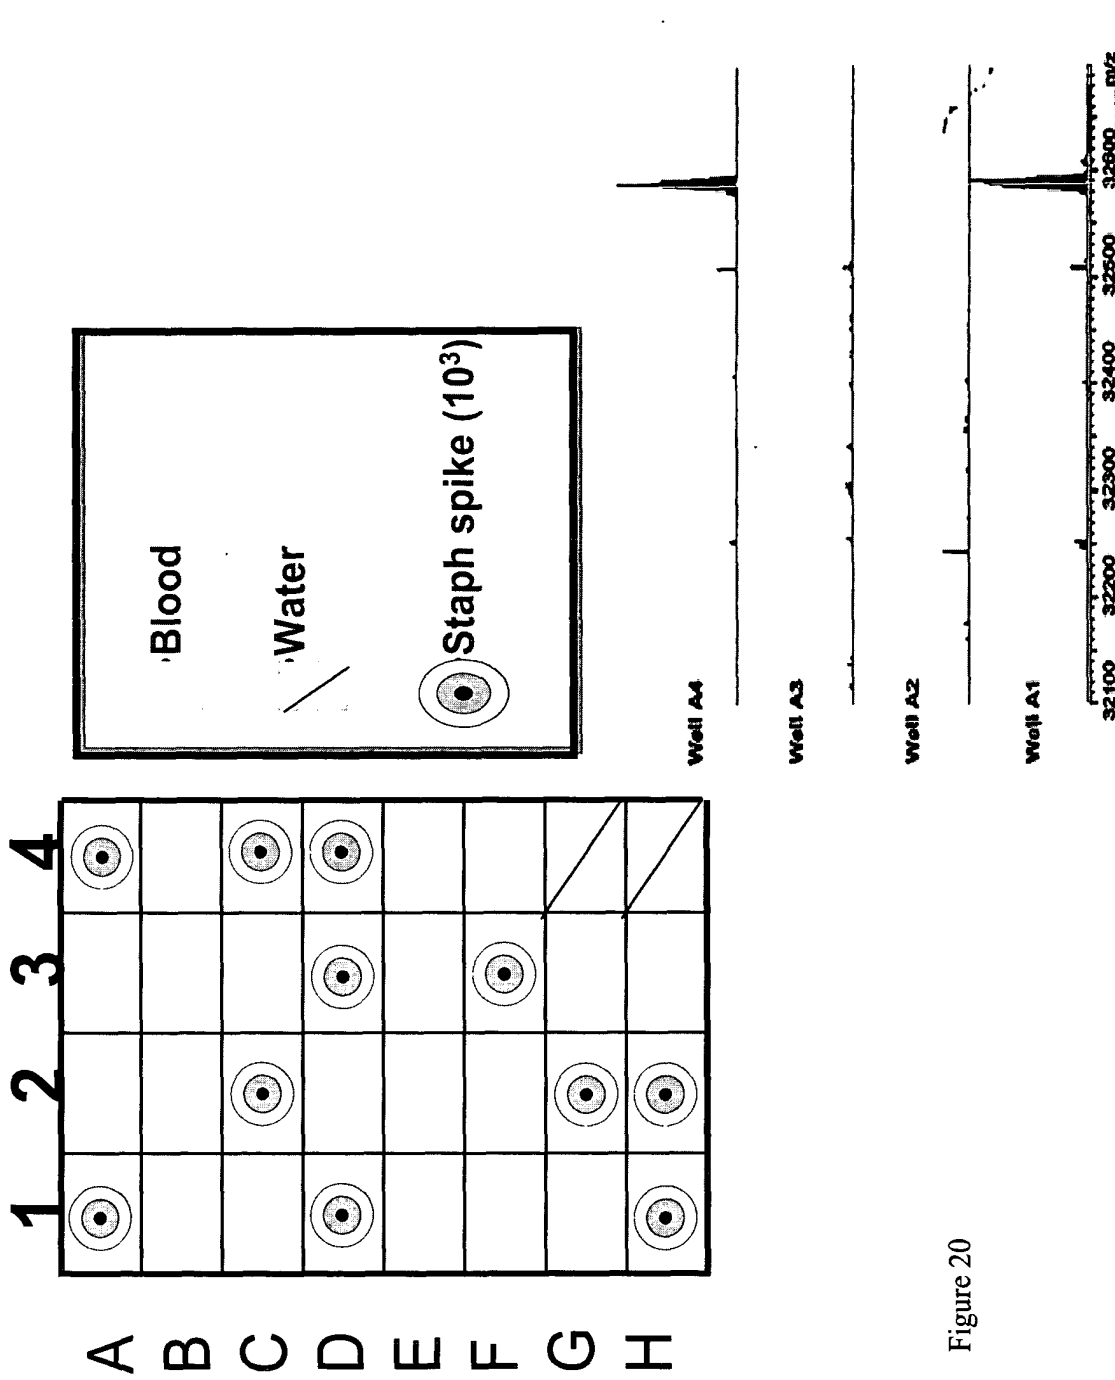 1 2 3 4
A
B
C
D
E
F
G
H
•Blood
•Water
•Staph spike (10³)
Well A4
Well A3
Well A2
Well A1
32100 32200 32300 32400 32500 32600 m/z
Figure 20